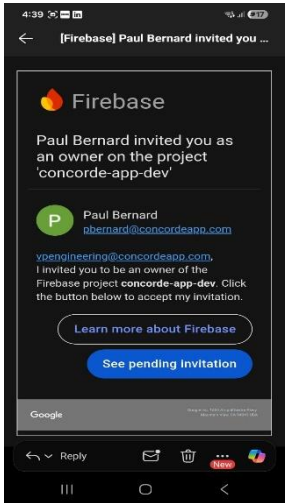 4:39
[Firebase] Paul Bernard invited you ...
Firebase
Paul Bernard invited you as
an owner on the project
'concorde-app-dev'
P
Paul Bernard
pbernard@concordeapp.com
vpengineering@concordeapp.com,
I invited you to be an owner of the
Firebase project concorde-app-dev. Click
the button below to accept my invitation.
Learn more about Firebase
See pending invitation
Google
Reply
New